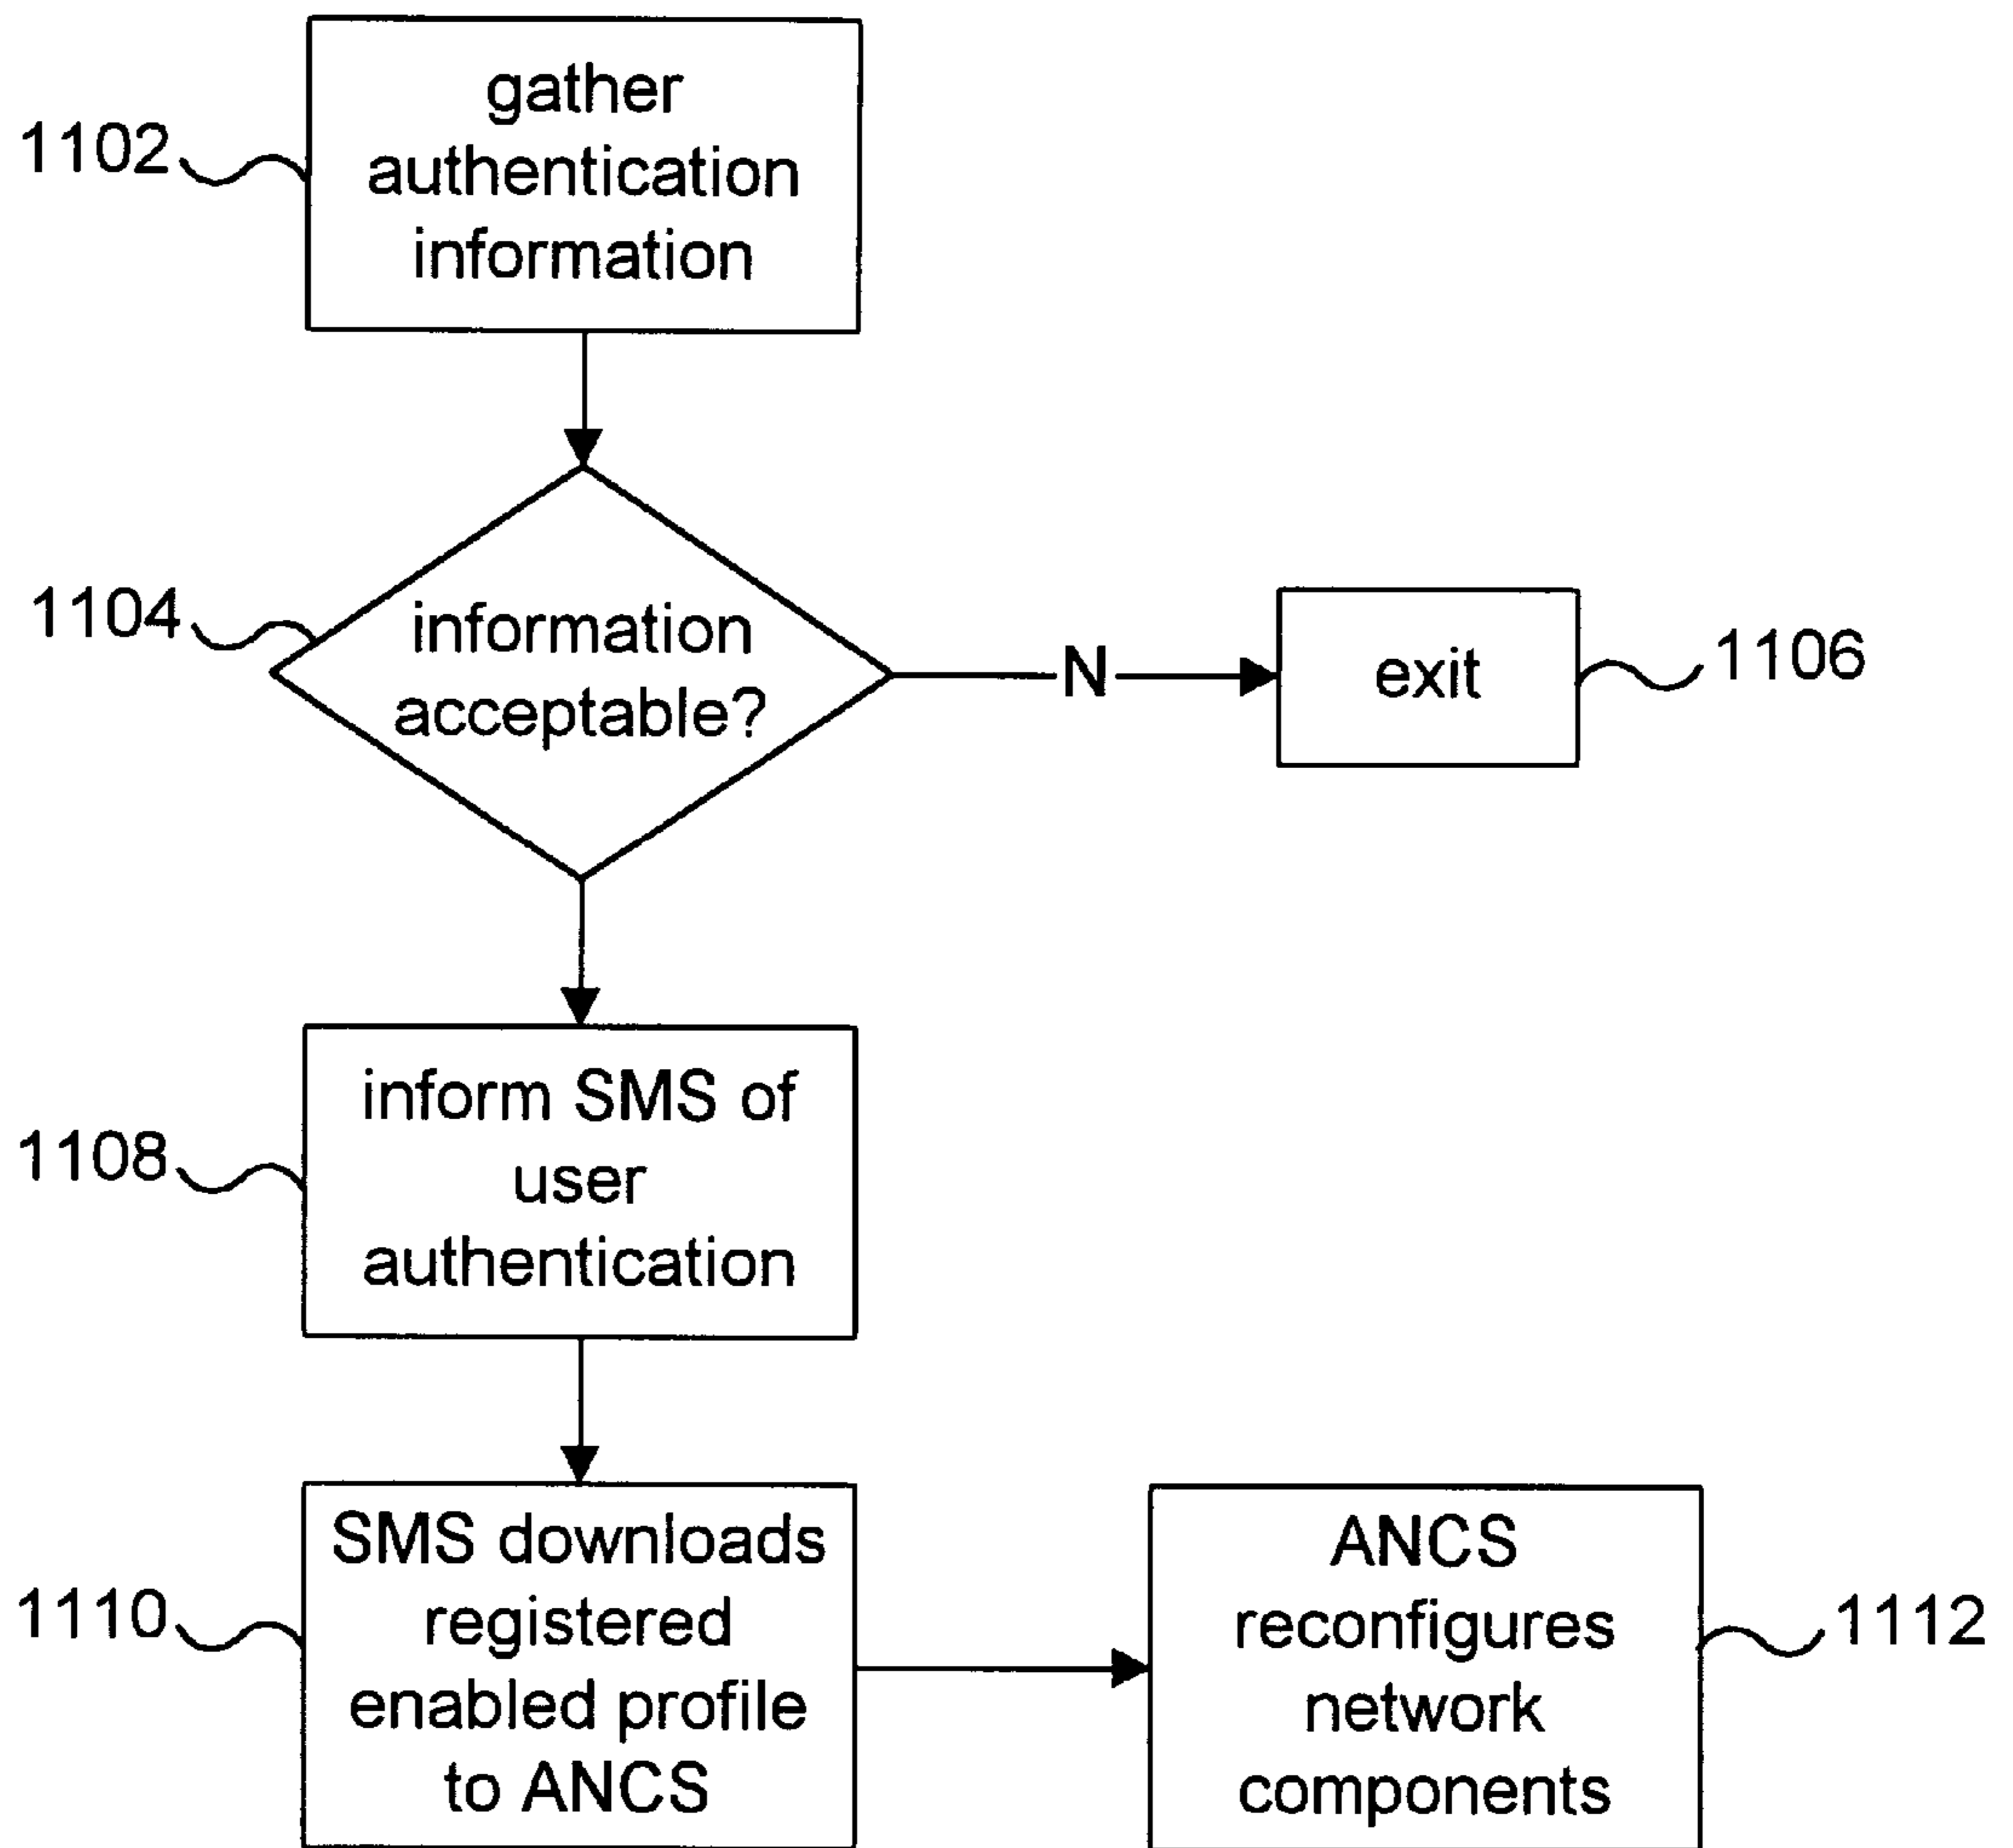 gather
authentication
information
1102
information
acceptable?
1104
N
exit
1106
inform SMS of
user
authentication
1108
SMS downloads
registered
enabled profile
to ANCS
1110
ANCS
reconfigures
network
components
1112